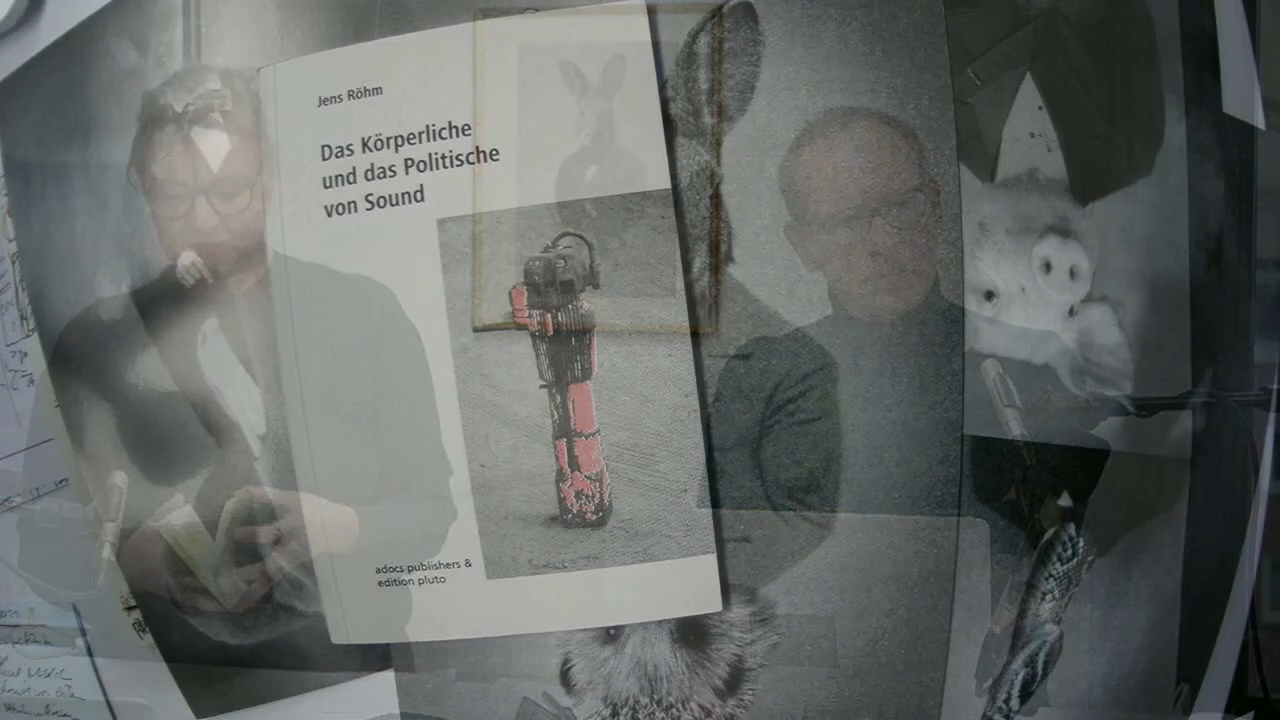 Jens Röhm
Das Körperliche
und das Politische
von Sound
adocs publishers &
edition pluto